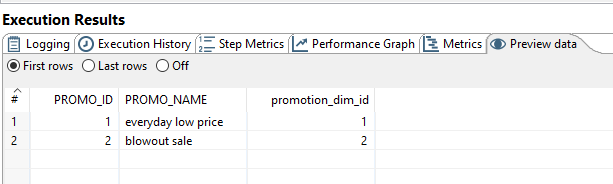 Execution Results
Logging Execution History Step Metrics Performance Graph Metrics Preview data
First rows Last rows Off
# PROMO_ID PROMO_NAME promotion_dim_id
1 1 everyday low price 1
2 2 blowout sale 2